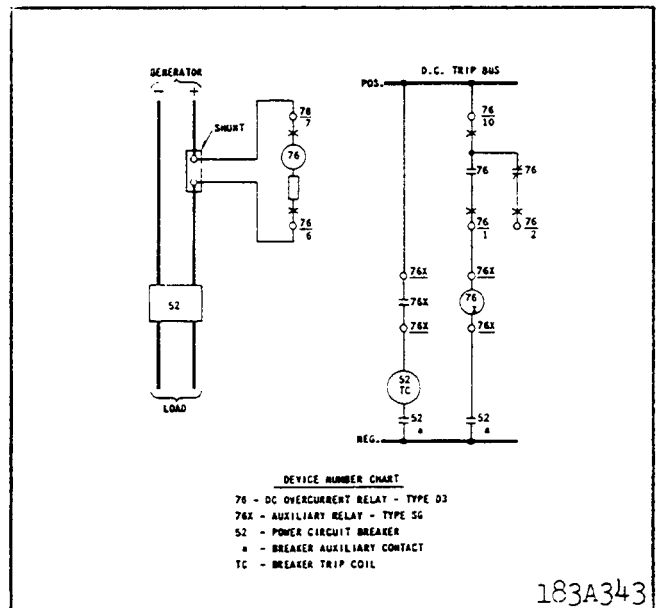 GENERATOR
- +
SHUNT
78
7
76
76
6
52
LOAD
D.C. TRIP BUS
POS.
76
10
76 76
76
1
76
2
76X 76X
76X
76
X
76X 76X
52
TC
52
a
52
a
NEG.
DEVICE NUMBER CHART
76 - DC OVERCURRENT RELAY - TYPE D3
76X - AUXILIARY RELAY - TYPE SG
52 - POWER CIRCUIT BREAKER
a - BREAKER AUXILIARY CONTACT
TC - BREAKER TRIP COIL
183A343